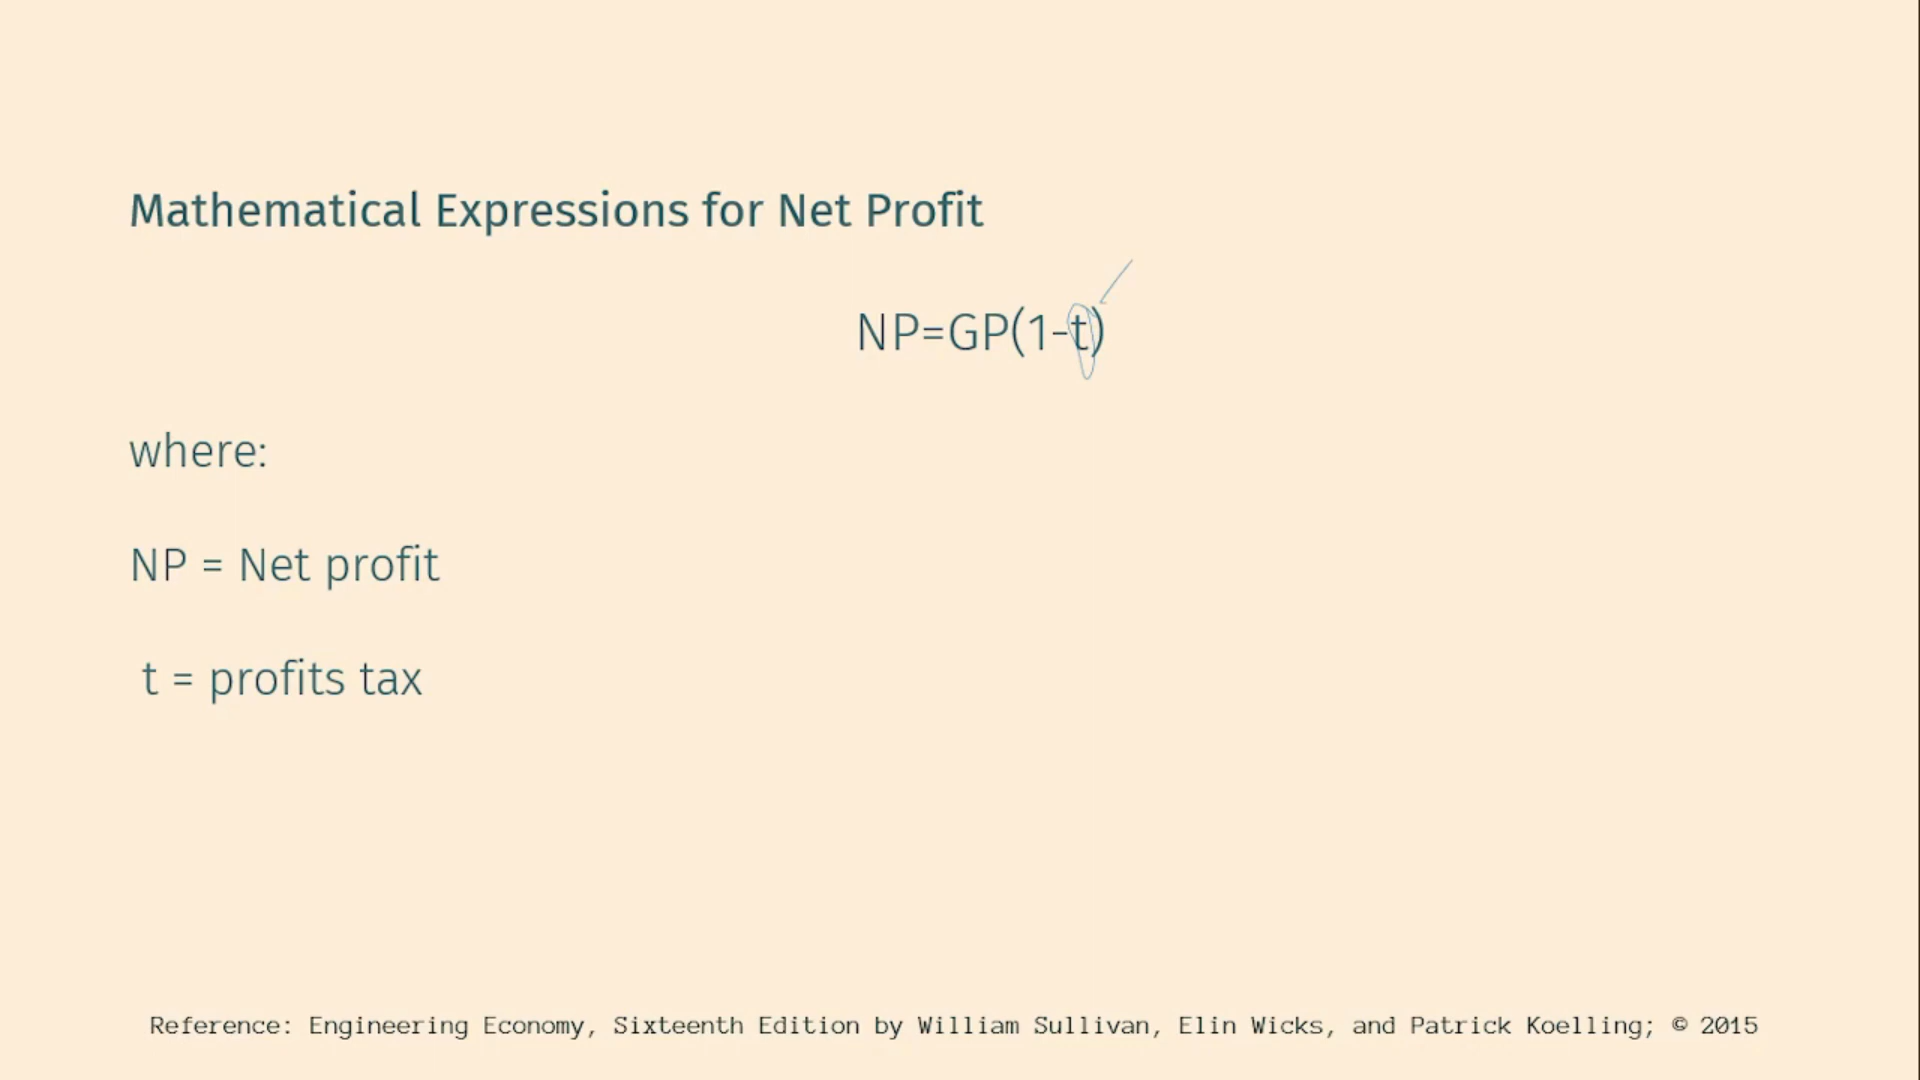 Mathematical Expressions for Net Profit
NP=GP(1-t)
where:
NP = Net profit
t = profits tax
Reference: Engineering Economy, Sixteenth Edition by William Sullivan, Elin Wicks, and Patrick Koelling; © 2015